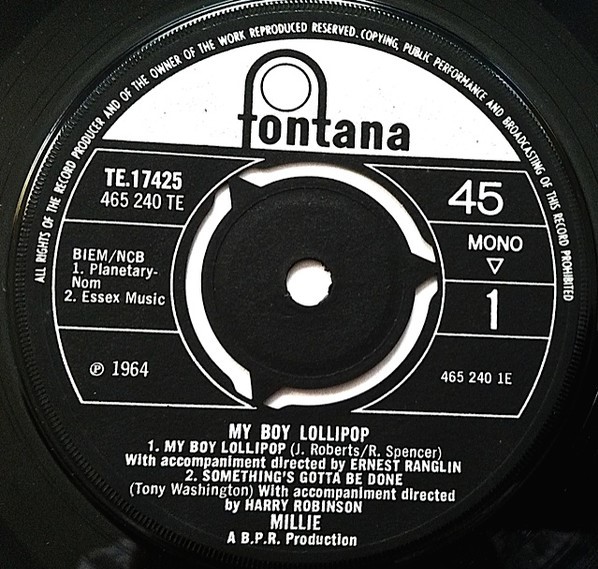 ALL RIGHTS OF THE RECORD PRODUCER AND OF THE OWNER OF THE WORK REPRODUCED RESERVED. COPYING, PUBLIC PERFORMANCE AND BROADCASTING OF THIS RECORD PROHIBITED
fontana
TE.17425
465 240 TE
45
BIEM/NCB
1. Planetary-
Nom
2. Essex Music
MONO
1
℗ 1964
465 240 1E
MY BOY LOLLIPOP
1. MY BOY LOLLIPOP (J. Roberts/R. Spencer)
With accompaniment directed by ERNEST RANGLIN
2. SOMETHING'S GOTTA BE DONE
(Tony Washington) With accompaniment directed
by HARRY ROBINSON
MILLIE
A B.P.R. Production